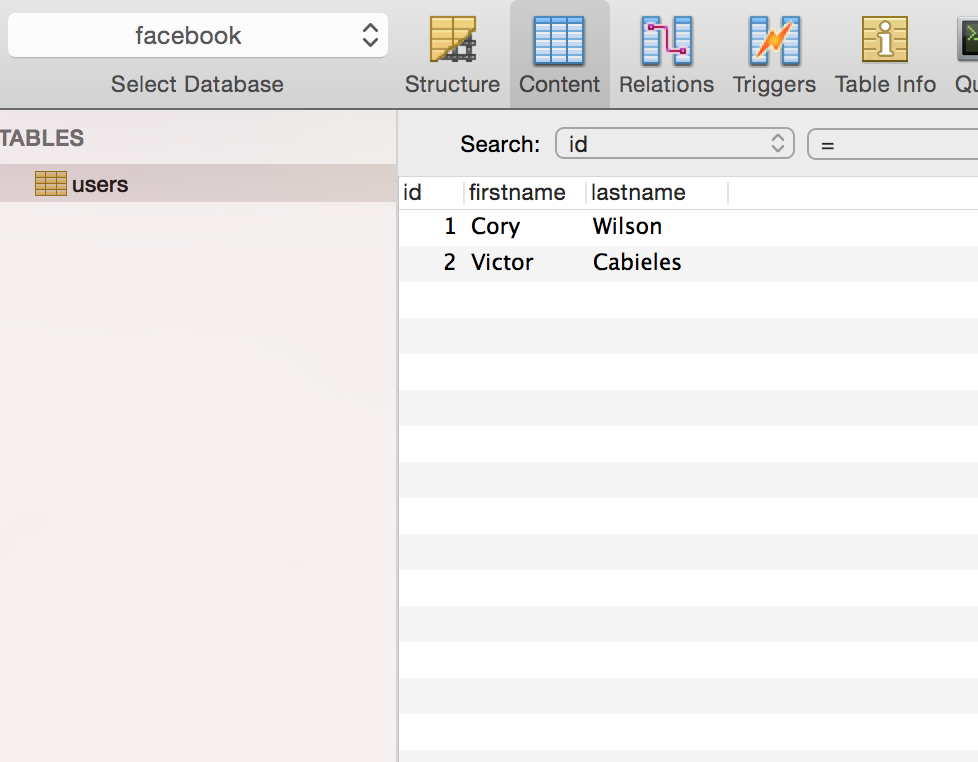 facebook
Select Database
Structure
Content
Relations
Triggers
Table Info
Qu
TABLES
users
Search: id =
id firstname lastname
1 Cory Wilson
2 Victor Cabieles